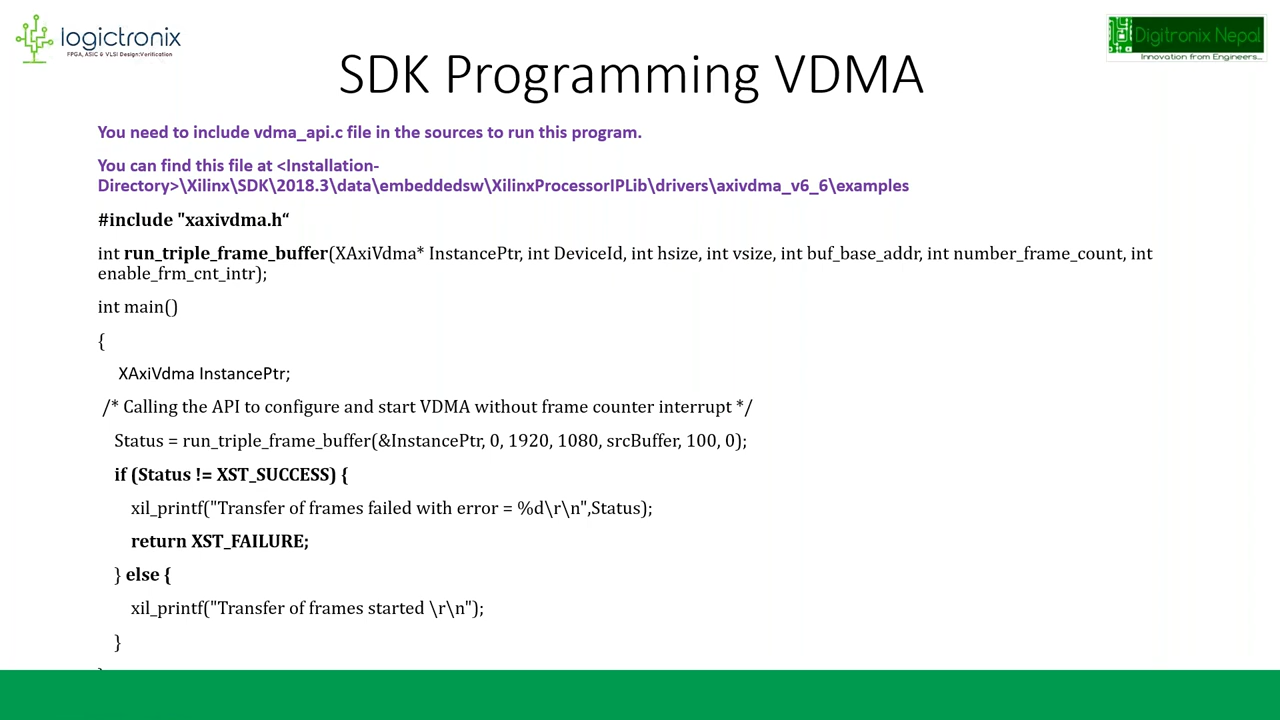 logictronix
FPGA, ASIC & VLSI Design:Verification
Digitronix Nepal
Innovation from Engineers...
SDK Programming VDMA
You need to include vdma_api.c file in the sources to run this program.
You can find this file at <Installation-
Directory>\Xilinx\SDK\2018.3\data\embeddedsw\XilinxProcessorIPLib\drivers\axivdma_v6_6\examples
#include "xaxivdma.h“
int run_triple_frame_buffer(XAxiVdma* InstancePtr, int DeviceId, int hsize, int vsize, int buf_base_addr, int number_frame_count, int
enable_frm_cnt_intr);
int main()
{
XAxiVdma InstancePtr;
/* Calling the API to configure and start VDMA without frame counter interrupt */
Status = run_triple_frame_buffer(&InstancePtr, 0, 1920, 1080, srcBuffer, 100, 0);
if (Status != XST_SUCCESS) {
xil_printf("Transfer of frames failed with error = %d\r\n",Status);
return XST_FAILURE;
} else {
xil_printf("Transfer of frames started \r\n");
}